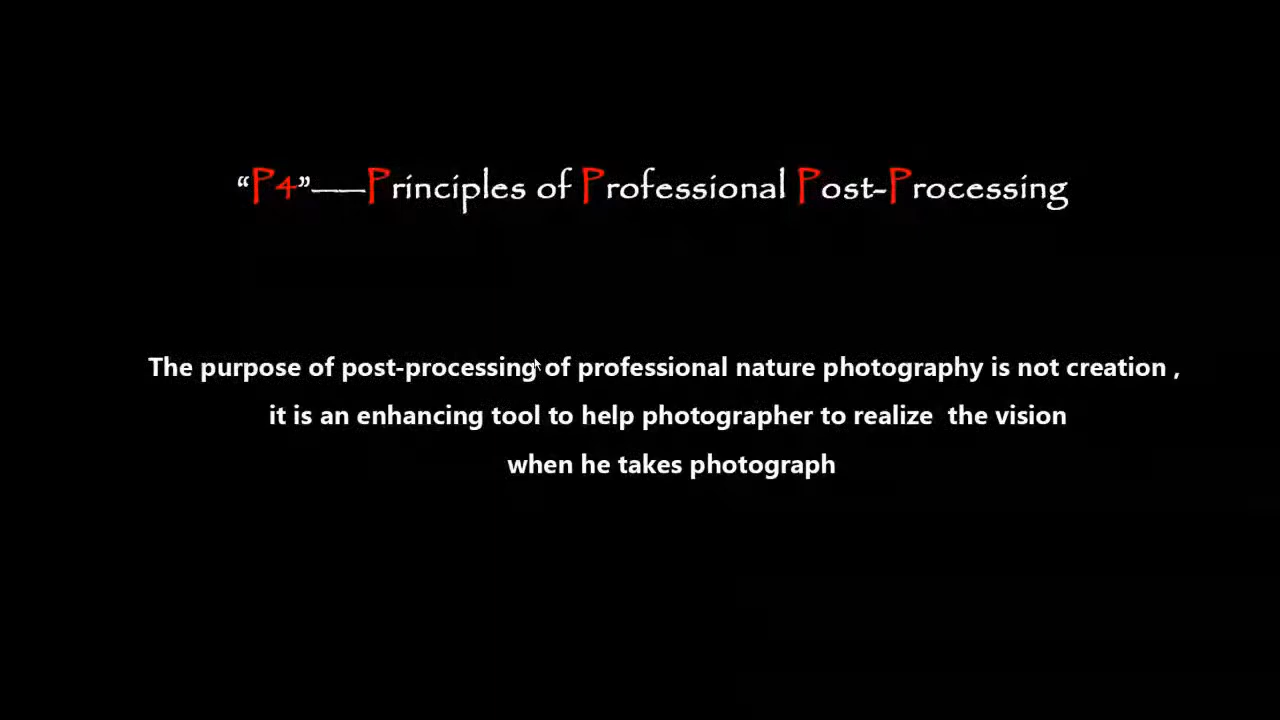 “P4”——Principles of Professional Post-Processing
The purpose of post-processing of professional nature photography is not creation ,
it is an enhancing tool to help photographer to realize  the vision
when he takes photograph